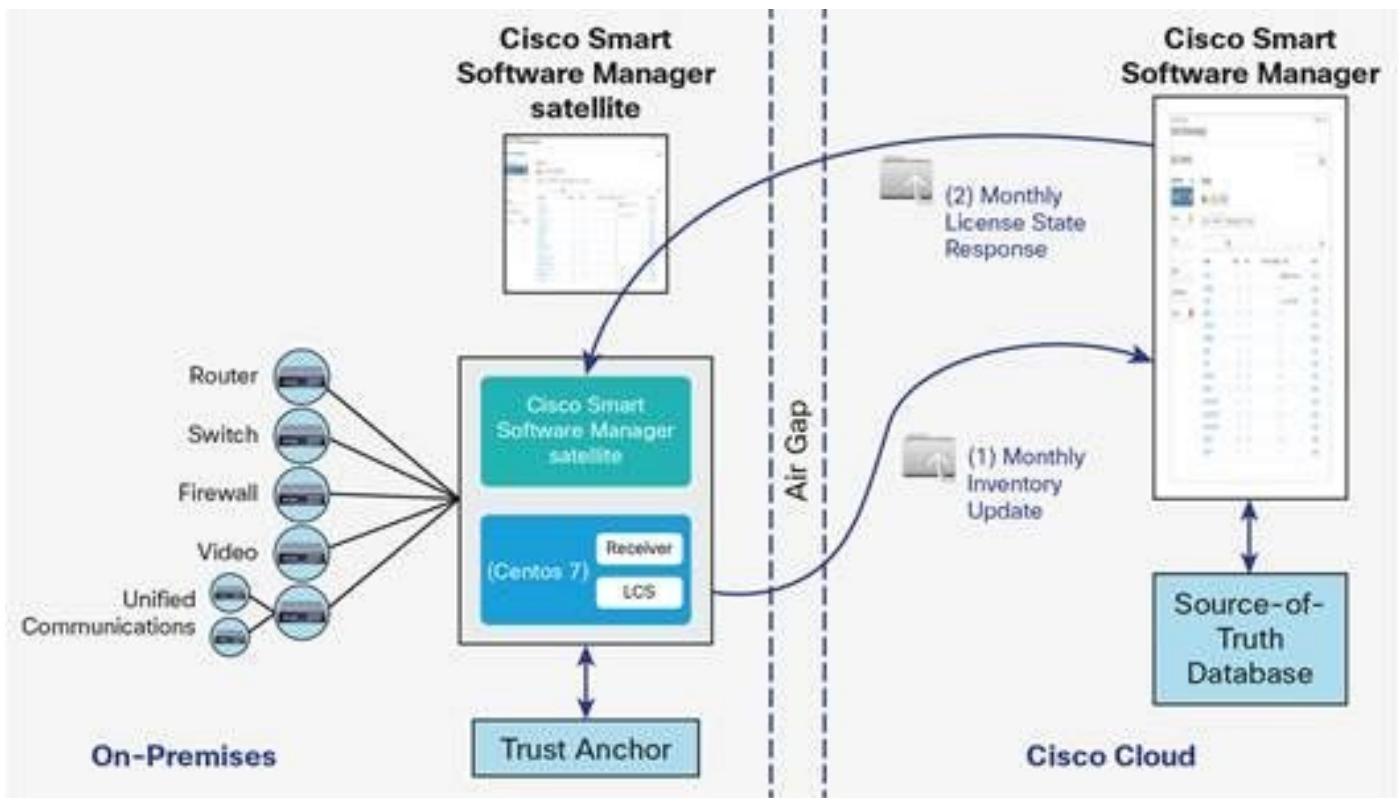 Cisco Smart
Software Manager
satellite
Cisco Smart
Software Manager
(2) Monthly
License State
Response
Router
Switch
Firewall
Video
Unified
Communications
Cisco Smart
Software Manager
satellite
(Centos 7)
Receiver
LCS
Air Gap
(1) Monthly
Inventory
Update
Source-of-
Truth
Database
Trust Anchor
On-Premises
Cisco Cloud